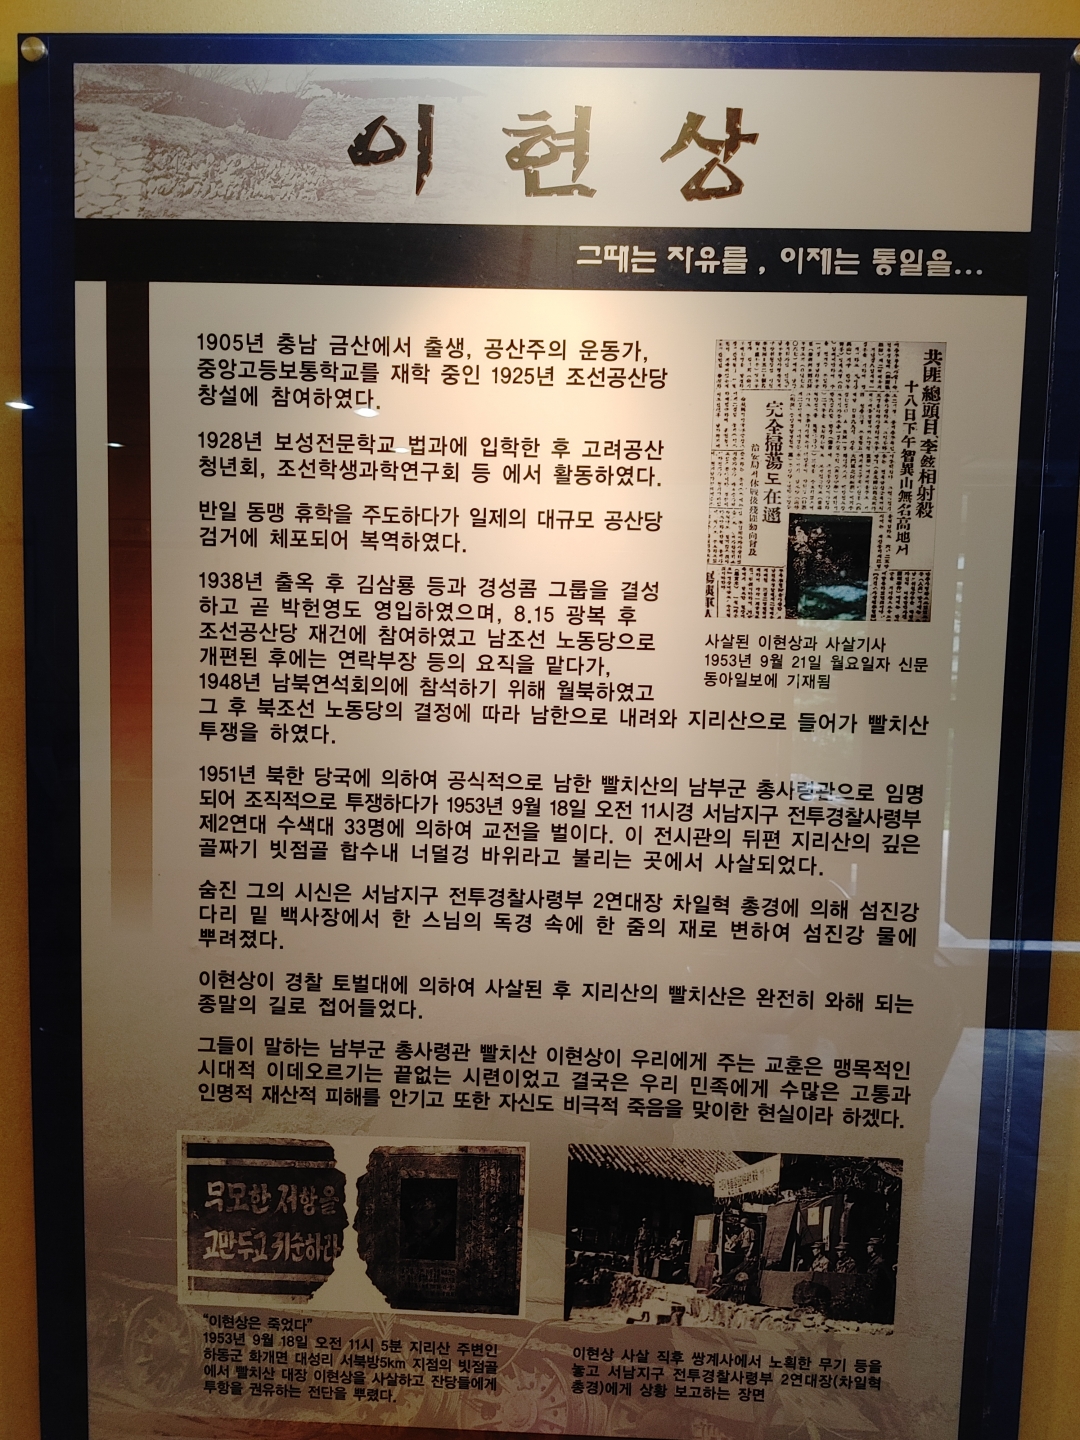 이현상
그때는 자유를, 이제는 통일을...
1905년 충남 금산에서 출생, 공산주의 운동가,
중앙고등보통학교를 재학 중인 1925년 조선공산당
창설에 참여하였다.
1928년 보성전문학교 법과에 입학한 후 고려공산
청년회, 조선학생과학연구회 등 에서 활동하였다.
반일 동맹 휴학을 주도하다가 일제의 대규모 공산당
검거에 체포되어 복역하였다.
1938년 출옥 후 김삼룡 등과 경성콤 그룹을 결성
하고 곧 박헌영도 영입하였으며, 8.15 광복 후
조선공산당 재건에 참여하였고 남조선 노동당으로
개편된 후에는 연락부장 등의 요직을 맡다가,
1948년 남북연석회의에 참석하기 위해 월북하였고
그 후 북조선 노동당의 결정에 따라 남한으로 내려와 지리산으로 들어가 빨치산
투쟁을 하였다.
1951년 북한 당국에 의하여 공식적으로 남한 빨치산의 남부군 총사령관으로 임명
되어 조직적으로 투쟁하다가 1953년 9월 18일 오전 11시경 서남지구 전투경찰사령부
제2연대 수색대 33명에 의하여 교전을 벌이다. 이 전시관의 뒤편 지리산의 깊은
골짜기 빗점골 합수내 너덜겅 바위라고 불리는 곳에서 사살되었다.
숨진 그의 시신은 서남지구 전투경찰사령부 2연대장 차일혁 총경에 의해 섬진강
다리 밑 백사장에서 한 스님의 독경 속에 한 줌의 재로 변하여 섬진강 물에
뿌려졌다.
이현상이 경찰 토벌대에 의하여 사살된 후 지리산의 빨치산은 완전히 와해 되는
종말의 길로 접어들었다.
그들이 말하는 남부군 총사령관 빨치산 이현상이 우리에게 주는 교훈은 맹목적인
시대적 이데오르기는 끝없는 시련이었고 결국은 우리 민족에게 수많은 고통과
인명적 재산적 피해를 안기고 또한 자신도 비극적 죽음을 맞이한 현실이라 하겠다.
共匪總頭目 李鉉相射殺
十八日下午智異山無名高地서
完全掃蕩도在邇
사살된 이현상과 사살기사
1953년 9월 21일 월요일자 신문
동아일보에 기재됨
무모한 저항을
그만두고 귀순하라
"이현상은 죽었다"
1953년 9월 18일 오전 11시 5분 지리산 주변인
하동군 화개면 대성리 서북방5km 지점의 빗점골
에서 빨치산 대장 이현상을 사살하고 잔당들에게
투항을 권유하는 전단을 뿌렸다.
이현상 사살 직후 쌍계사에서 노획한 무기 등을
놓고 서남지구 전투경찰사령부 2연대장(차일혁
총경)에게 상황 보고하는 장면